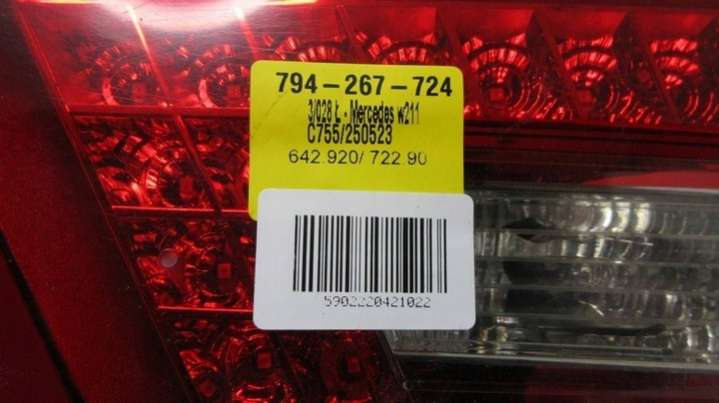 794-267-724
3/028 Ł - Mercedes w211
C755/250523
642.920/ 722.90
5902220421022